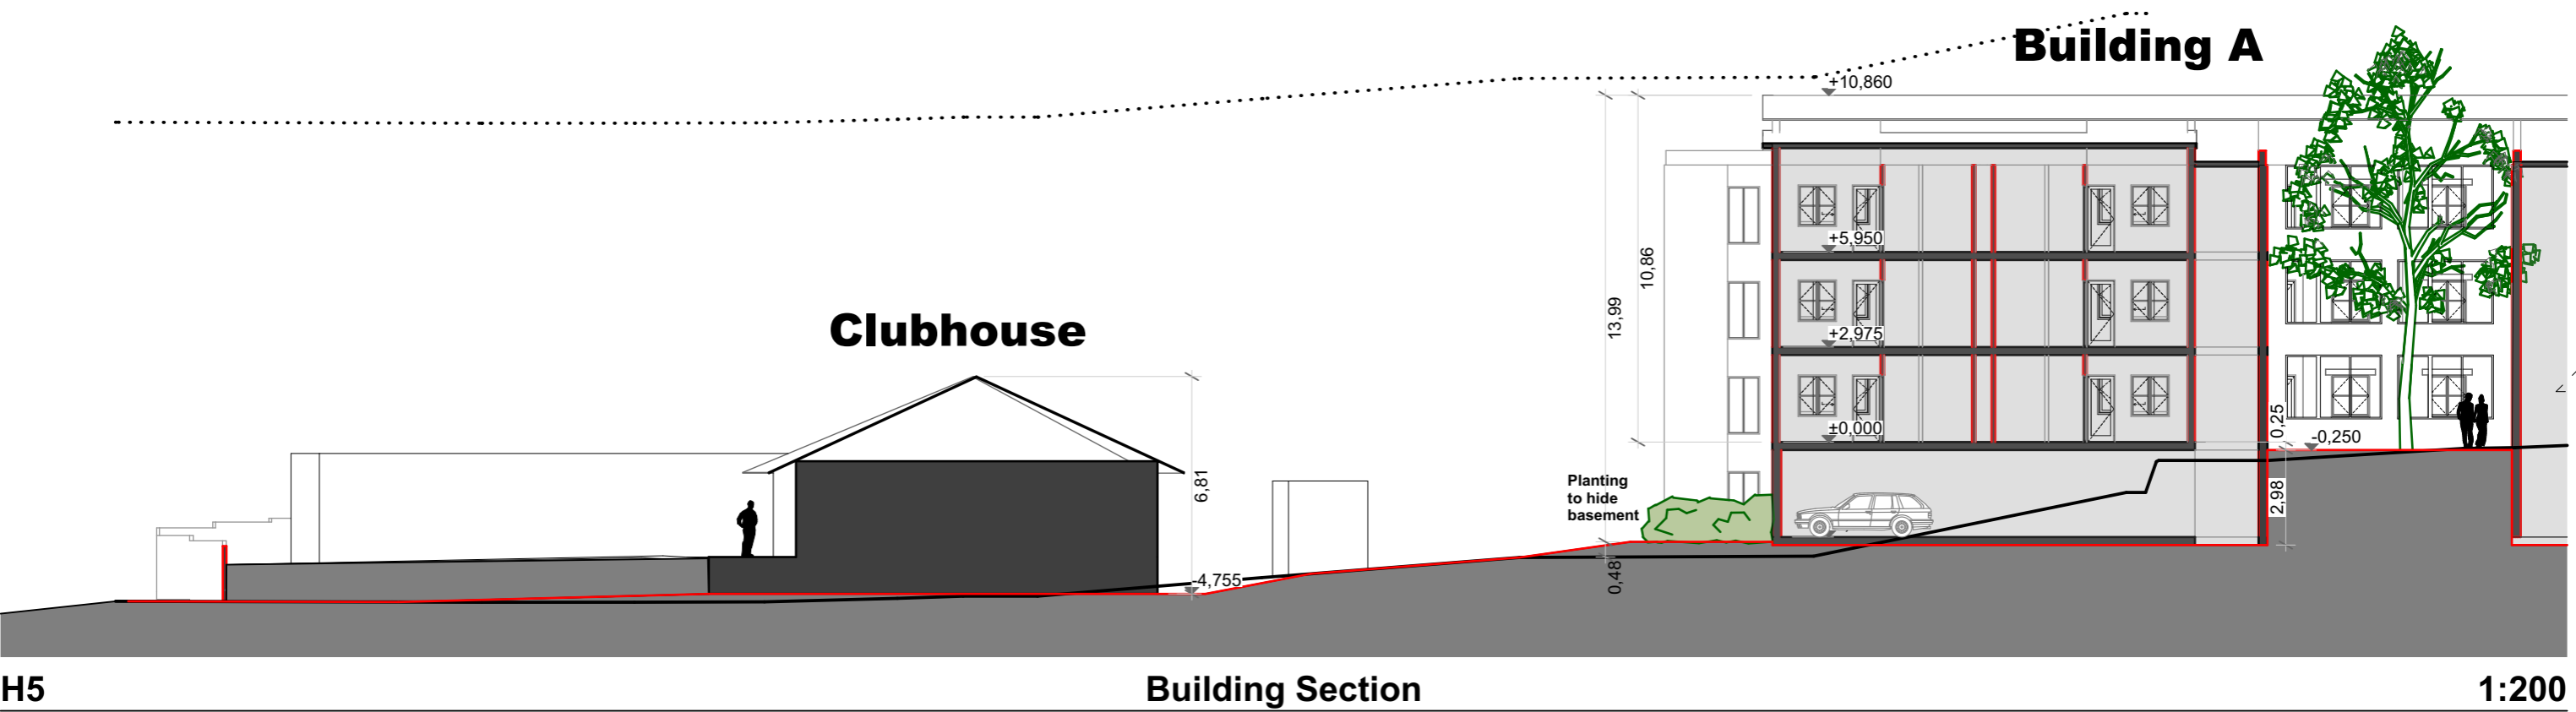 Building A
+10,860
+5,950
10,86
13,99
Clubhouse
+2,975
±0,000
0,25
-0,250
6,81
Planting
to hide
basement
2,98
-4,755
0,48
H5
Building Section
1:200